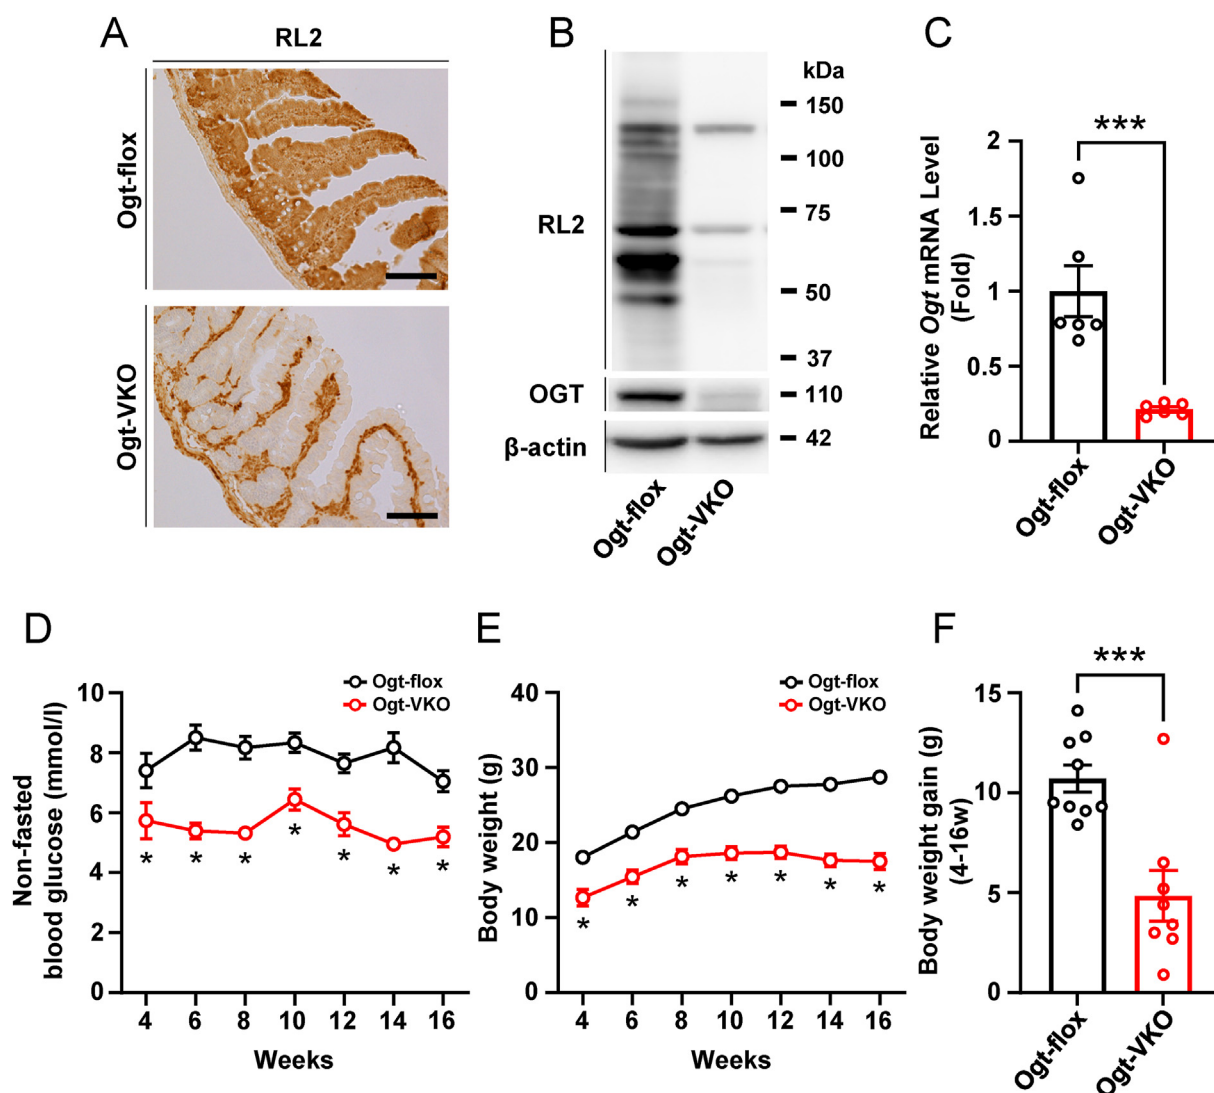 A
RL2
Ogt-flox
Ogt-VKO
B
kDa
150
100
75
50
37
110
42
RL2
OGT
β-actin
Ogt-flox
Ogt-VKO
C
***
Relative Ogt mRNA Level
(Fold)
2
1.5
1
0.5
0
Ogt-flox
Ogt-VKO
D
Ogt-flox
Ogt-VKO
Non-fasted
blood glucose (mmol/l)
10
8
6
4
2
0
* * * * * * *
4 6 8 10 12 14 16
Weeks
E
Ogt-flox
Ogt-VKO
Body weight (g)
40
30
20
10
0
* * * * * * *
4 6 8 10 12 14 16
Weeks
F
***
Body weight gain (g)
(4-16w)
15
10
5
0
Ogt-flox
Ogt-VKO